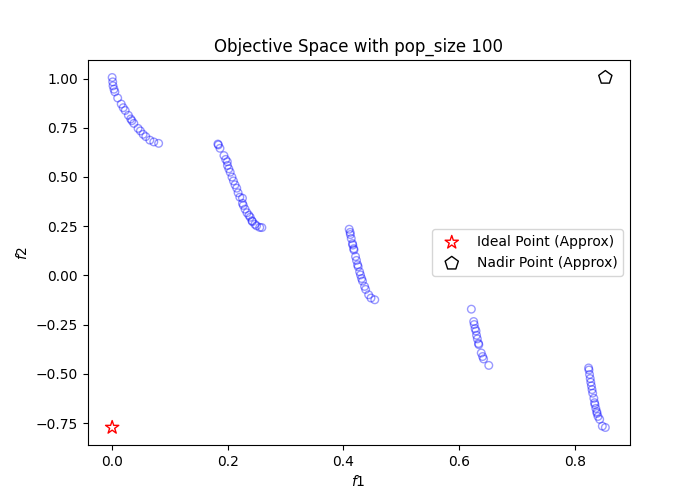 Objective Space with pop_size 100
1.00
0.75
0.50
0.25
0.00
−0.25
−0.50
−0.75
f2
Ideal Point (Approx)
Nadir Point (Approx)
0.0 0.2 0.4 0.6 0.8
f1